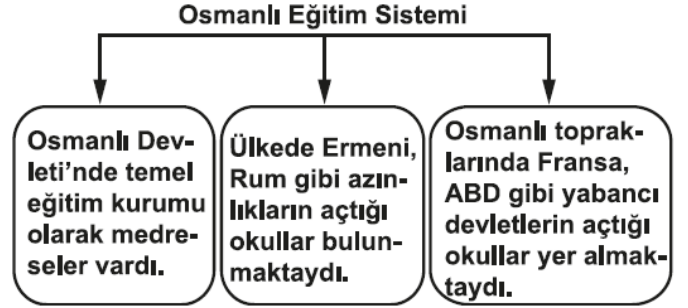 Osmanlı Eğitim Sistemi
Osmanlı Dev-
leti'nde temel
eğitim kurumu
olarak medre-
seler vardı.
Ülkede Ermeni,
Rum gibi azın-
lıkların açtığı
okullar bulun-
maktaydı.
Osmanlı toprak-
larında Fransa,
ABD gibi yabancı
devletlerin açtığı
okullar yer almak-
taydı.